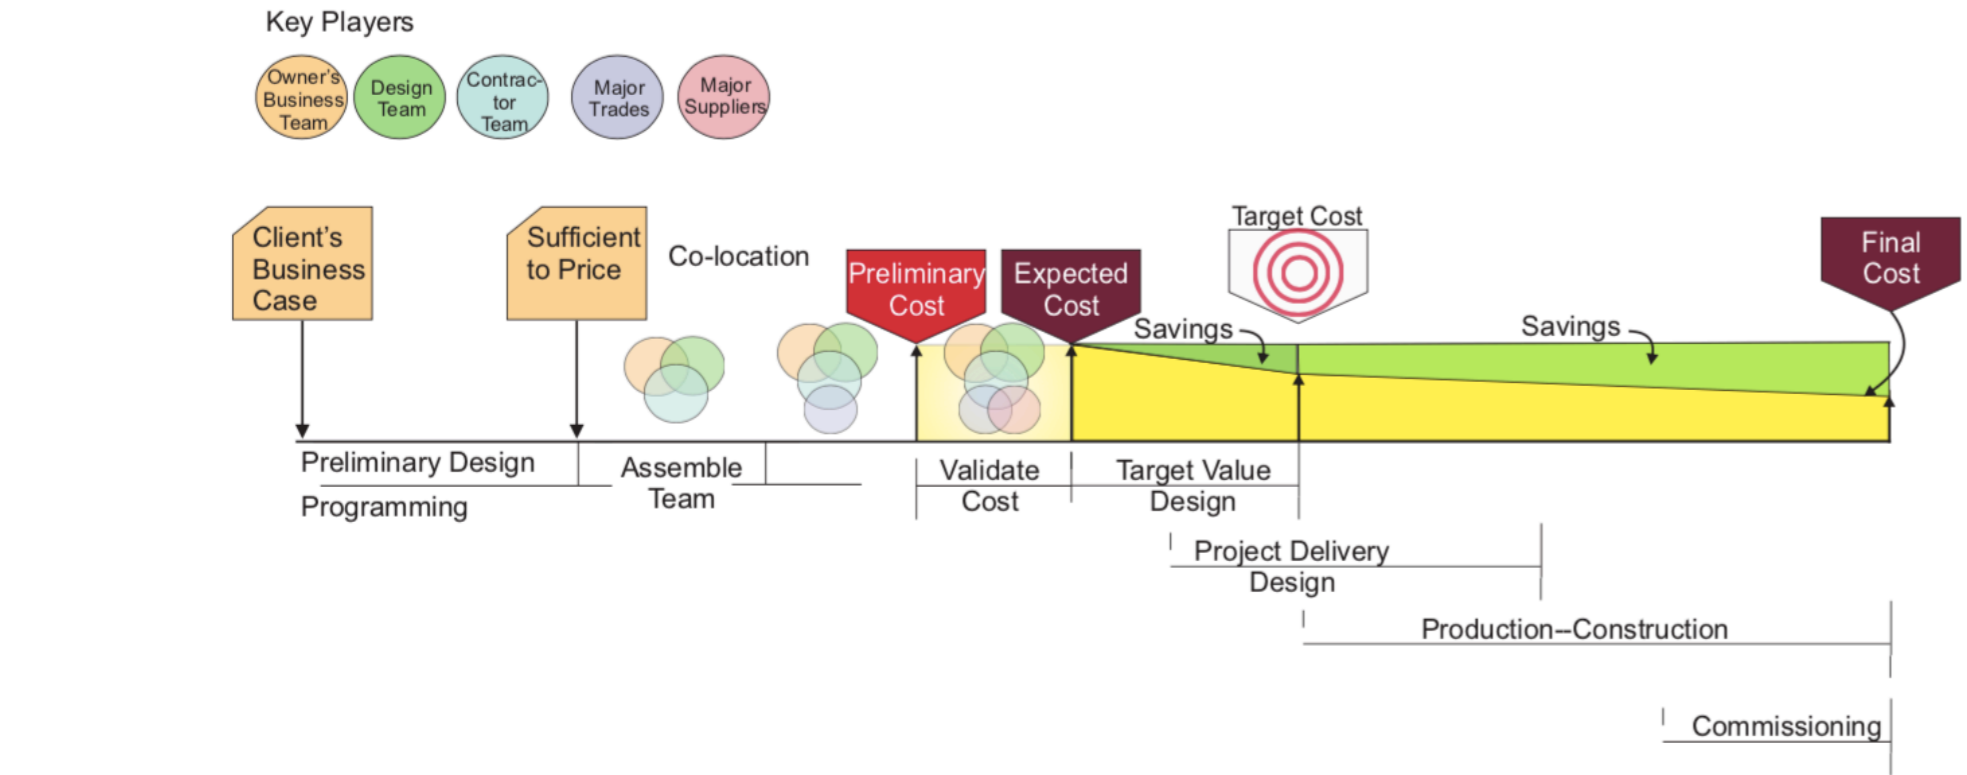 Key Players
Owner's
Business
Team
Design
Team
Contrac-
tor
Team
Major
Trades
Major
Suppliers
Client's
Business
Case
Sufficient
to Price
Co-location
Preliminary
Cost
Expected
Cost
Target Cost
Final
Cost
Savings
Savings
Preliminary Design
Programming
Assemble
Team
Validate
Cost
Target Value
Design
Project Delivery
Design
Production--Construction
Commissioning